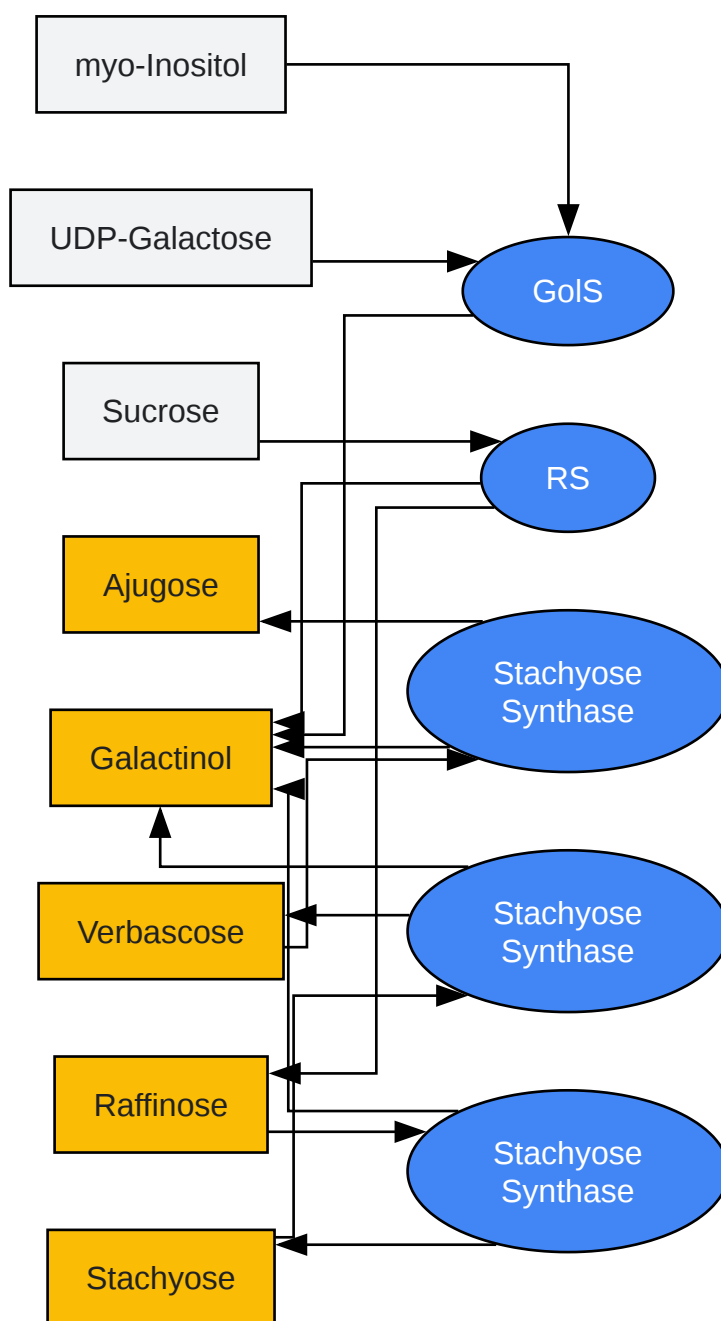 myo-Inositol
UDP-Galactose
GolS
Sucrose
RS
Ajugose
Stachyose
Synthase
Galactinol
Verbascose
Stachyose
Synthase
Raffinose
Stachyose
Synthase
Stachyose